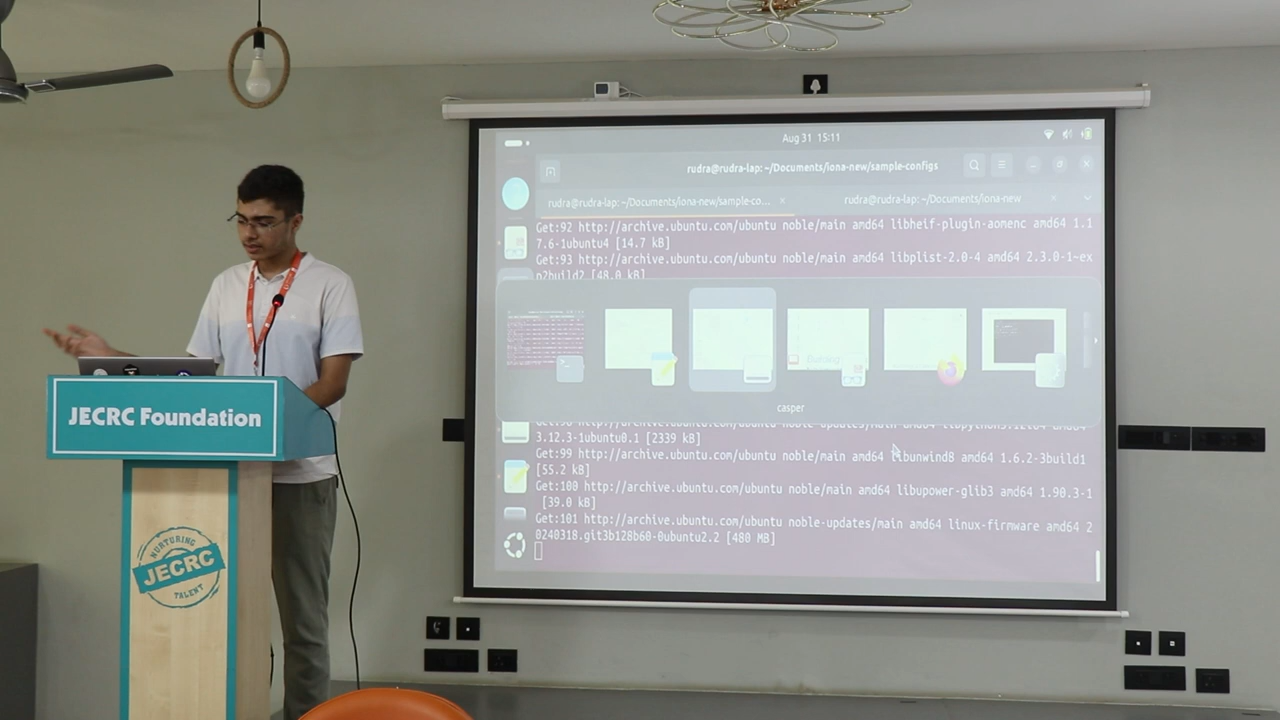 Aug 31 15:11
rudra@rudra-lap: ~/Documents/iona-new/sample-configs
rudra@rudra-lap: ~/Documents/iona-new/sample-co...
rudra@rudra-lap: ~/Documents/iona-new
Get:92 http://archive.ubuntu.com/ubuntu noble/main amd64 libheif-plugin-aomenc amd64 1.1
7.6-1ubuntu4 [14.7 kB]
Get:93 http://archive.ubuntu.com/ubuntu noble/main amd64 libplist-2.0-4 amd64 2.3.0-1~ex
p2build2 [48.0 kB]
casper
3.12.3-1ubuntu0.1 [2339 kB]
Get:99 http://archive.ubuntu.com/ubuntu noble/main amd64 libunwind8 amd64 1.6.2-3build1
[55.2 kB]
Get:100 http://archive.ubuntu.com/ubuntu noble/main amd64 libupower-glib3 amd64 1.90.3-1
[39.0 kB]
Get:101 http://archive.ubuntu.com/ubuntu noble-updates/main amd64 linux-firmware amd64 2
0240318.git3b128b60-0ubuntu2.2 [480 MB]
JECRC Foundation
NURTURING
JECRC
TALENT